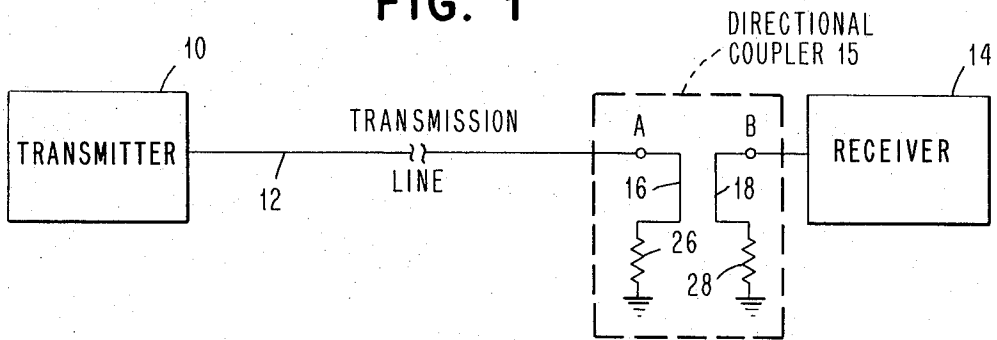 FIG. 1
DIRECTIONAL
COUPLER 15
10
14
TRANSMITTER
TRANSMISSION
LINE
12
A
B
16
18
26
28
RECEIVER